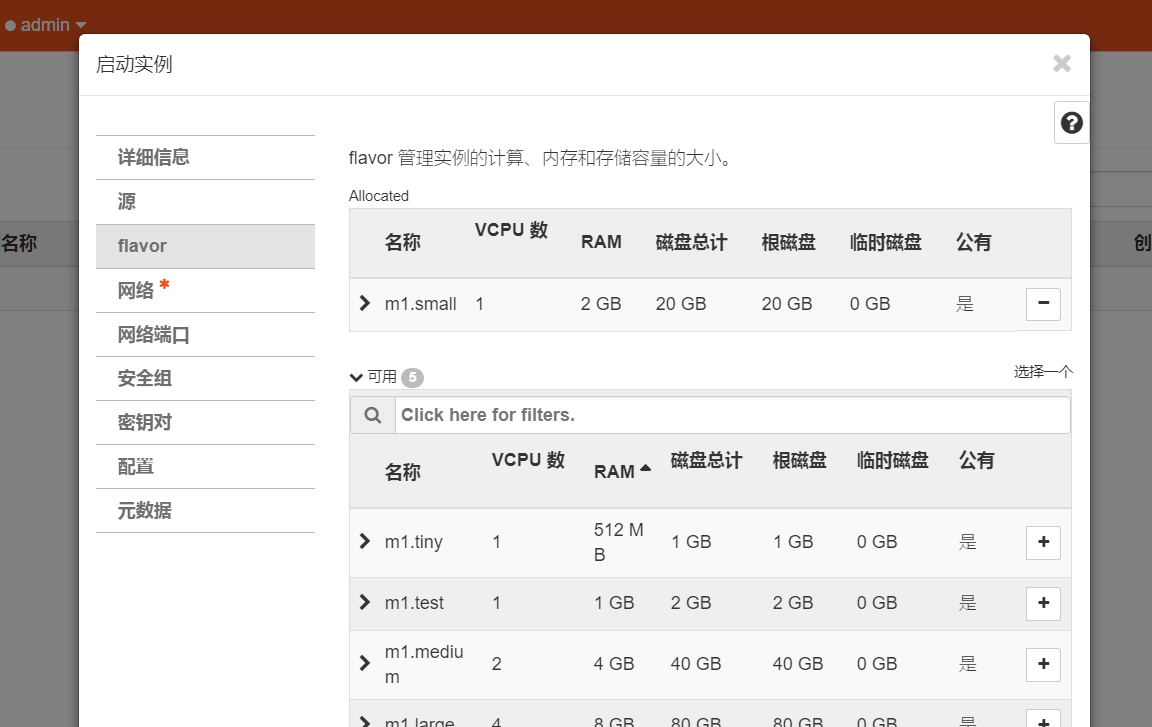 admin
启动实例
名称
创
详细信息
源
flavor
网络 *
网络端口
安全组
密钥对
配置
元数据
flavor 管理实例的计算、内存和存储容量的大小。
Allocated
名称 VCPU 数 RAM 磁盘总计 根磁盘 临时磁盘 公有
m1.small 1 2 GB 20 GB 20 GB 0 GB 是
可用 5 选择一个
Click here for filters.
名称 VCPU 数 RAM 磁盘总计 根磁盘 临时磁盘 公有
m1.tiny 1 512 M
B 1 GB 1 GB 0 GB 是
m1.test 1 1 GB 2 GB 2 GB 0 GB 是
m1.mediu
m 2 4 GB 40 GB 40 GB 0 GB 是
m1.large 4 8 GB 80 GB 80 GB 0 GB 是